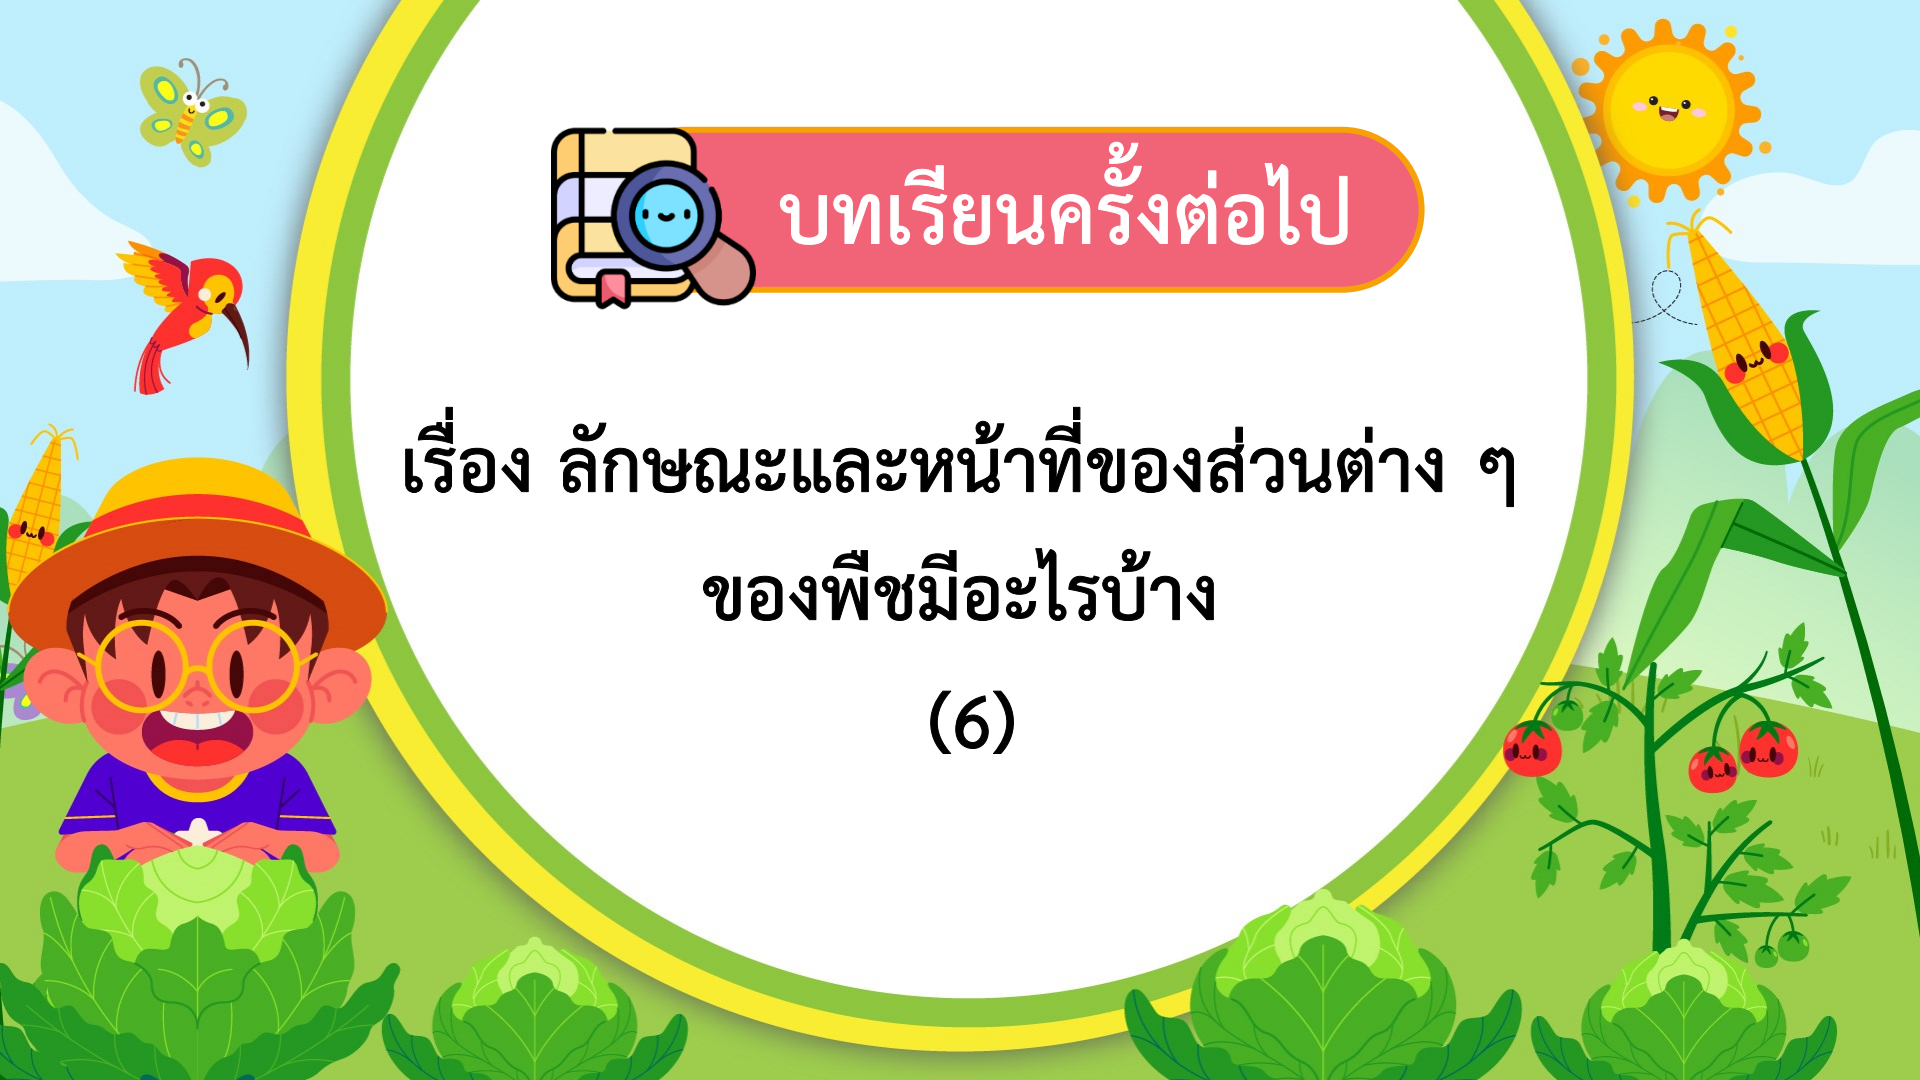 บทเรียนครั้งต่อไป
เรื่อง ลักษณะและหน้าที่ของส่วนต่าง ๆ
ของพืชมีอะไรบ้าง
(6)